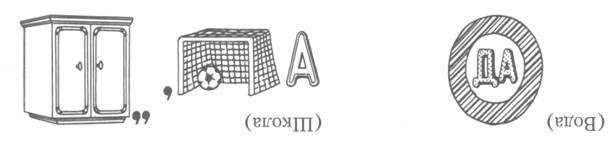 ,, , А
(Школа)
ДА
(Вода)